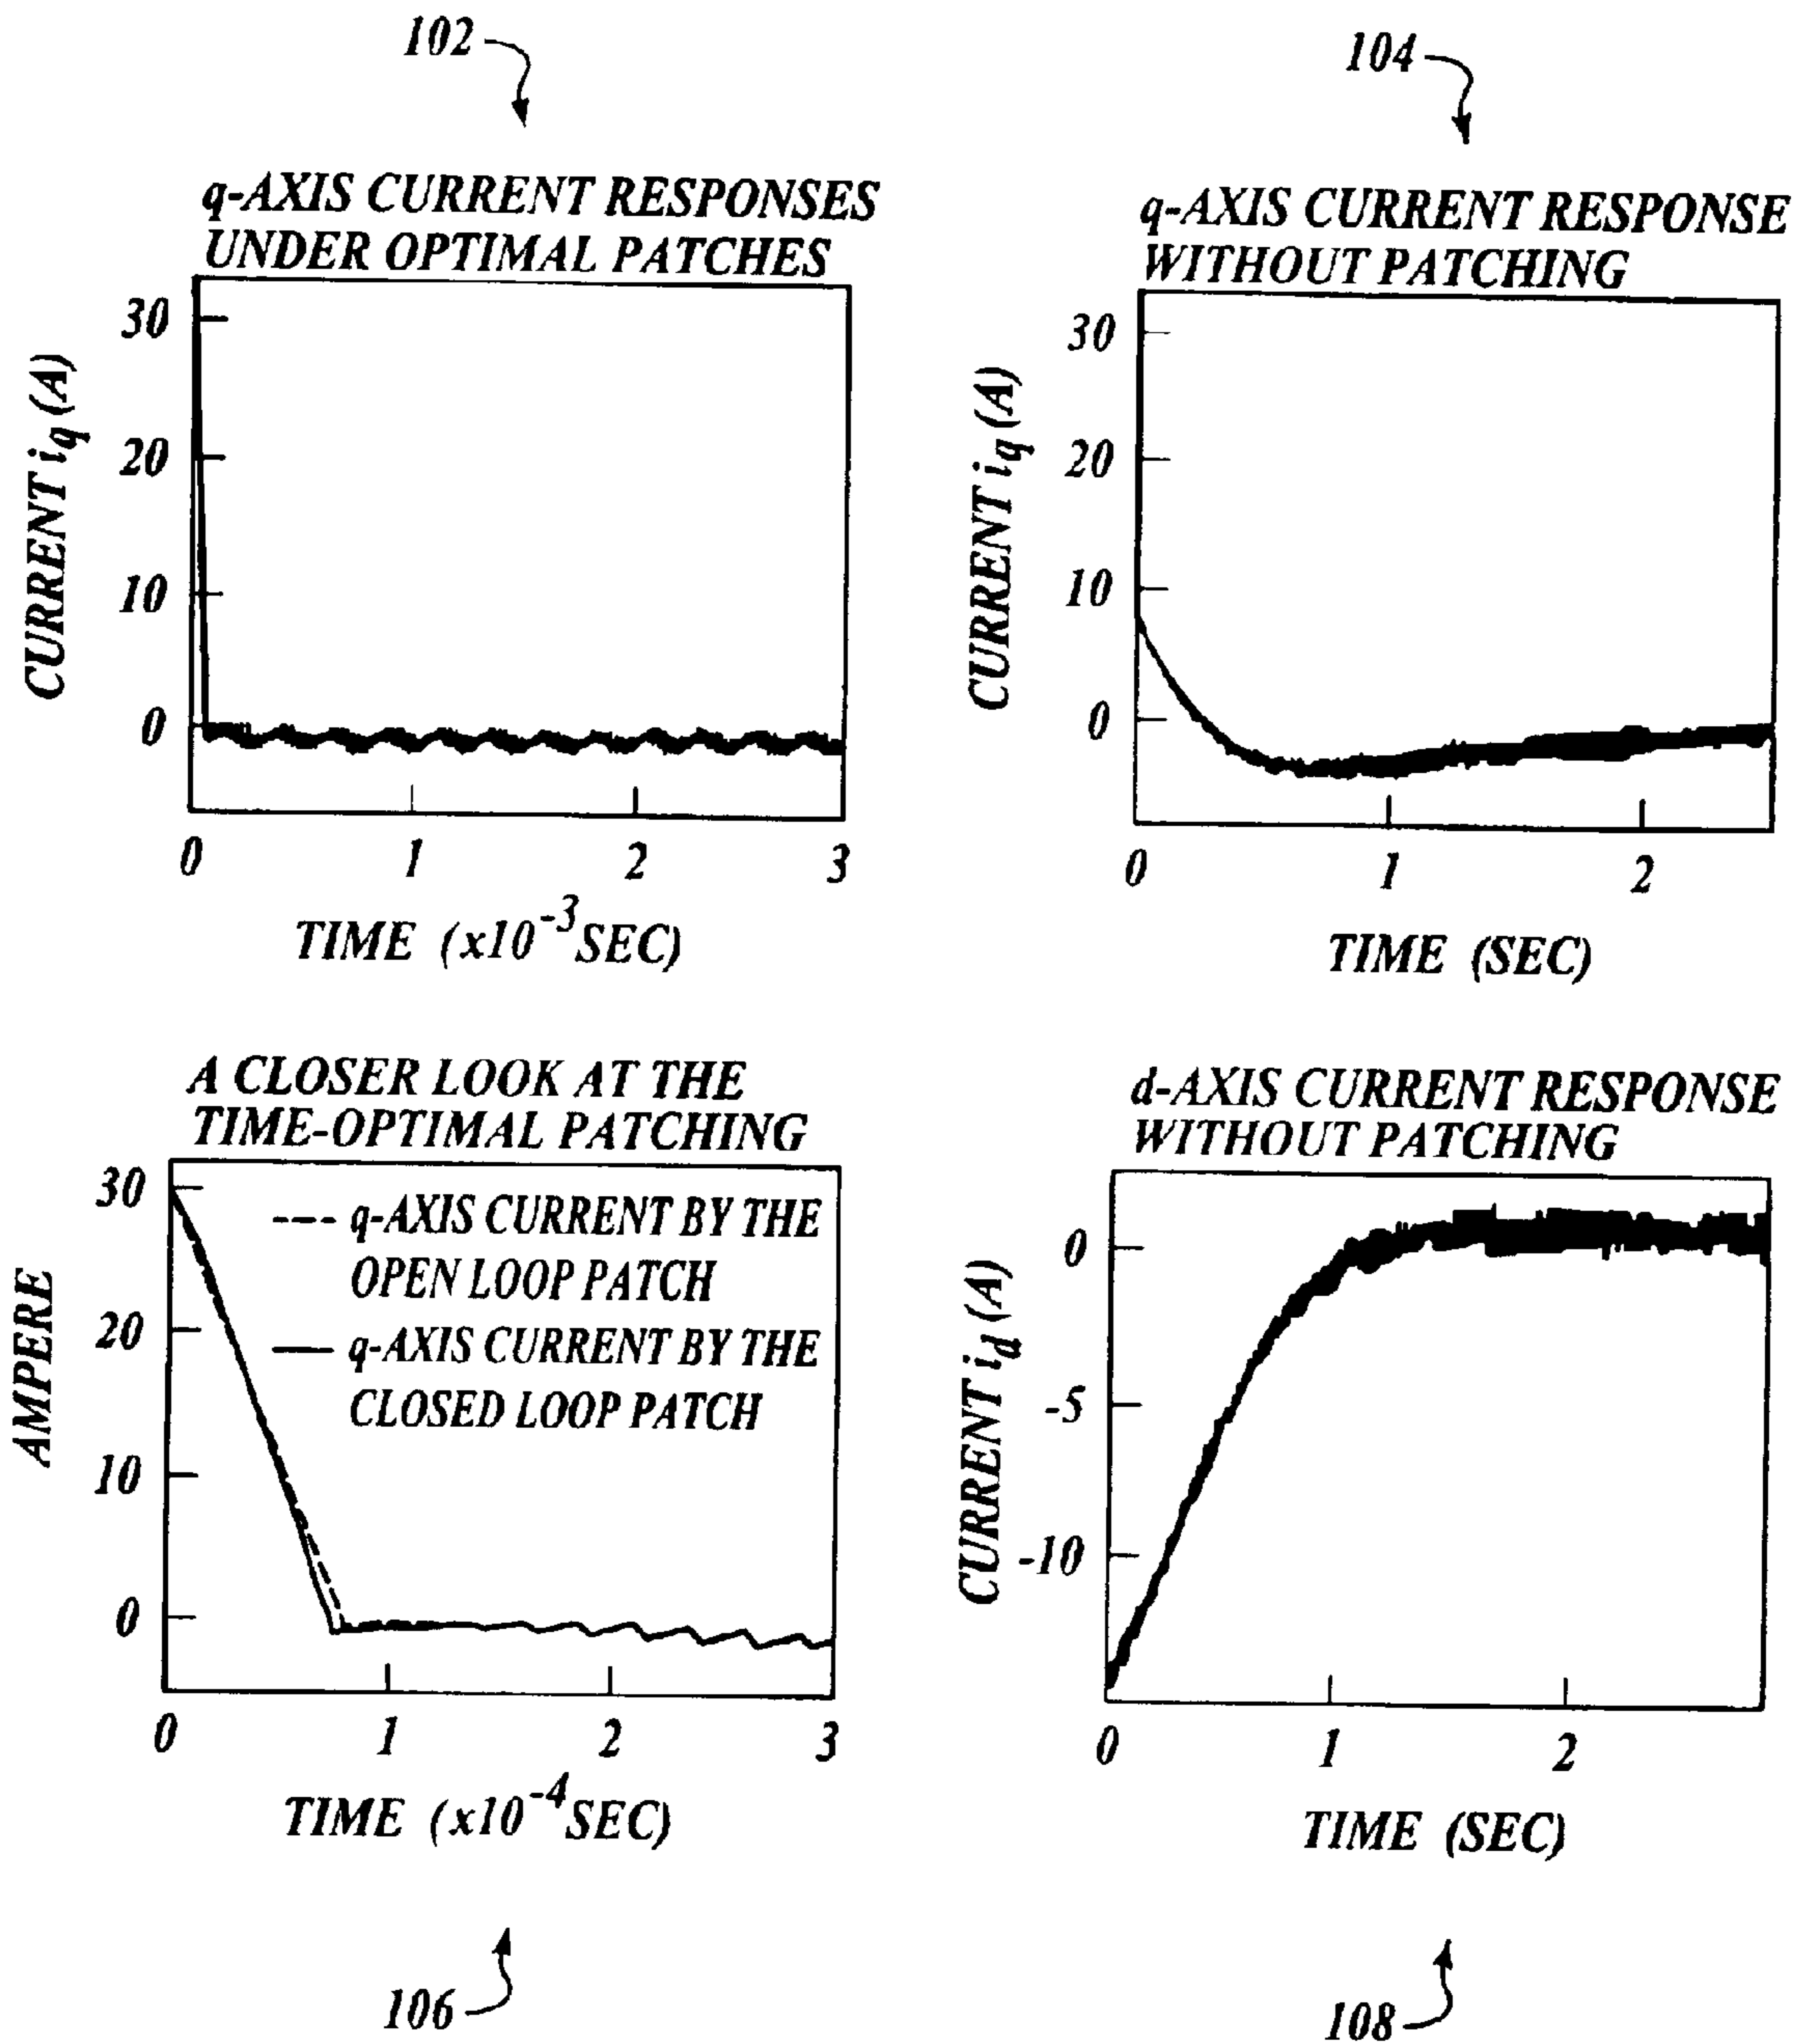 102
q-AXIS CURRENT RESPONSES
UNDER OPTIMAL PATCHES
30
20
10
0
CURRENT iq (A)
0 1 2 3
TIME (x10-3 SEC)
104
q-AXIS CURRENT RESPONSE
WITHOUT PATCHING
30
20
10
0
CURRENT iq (A)
0 1 2
TIME (SEC)
A CLOSER LOOK AT THE
TIME-OPTIMAL PATCHING
30
20
10
0
AMPERE
q-AXIS CURRENT BY THE
OPEN LOOP PATCH
q-AXIS CURRENT BY THE
CLOSED LOOP PATCH
0 1 2 3
TIME (x10-4 SEC)
106
d-AXIS CURRENT RESPONSE
WITHOUT PATCHING
0
-5
-10
CURRENT id (A)
0 1 2
TIME (SEC)
108